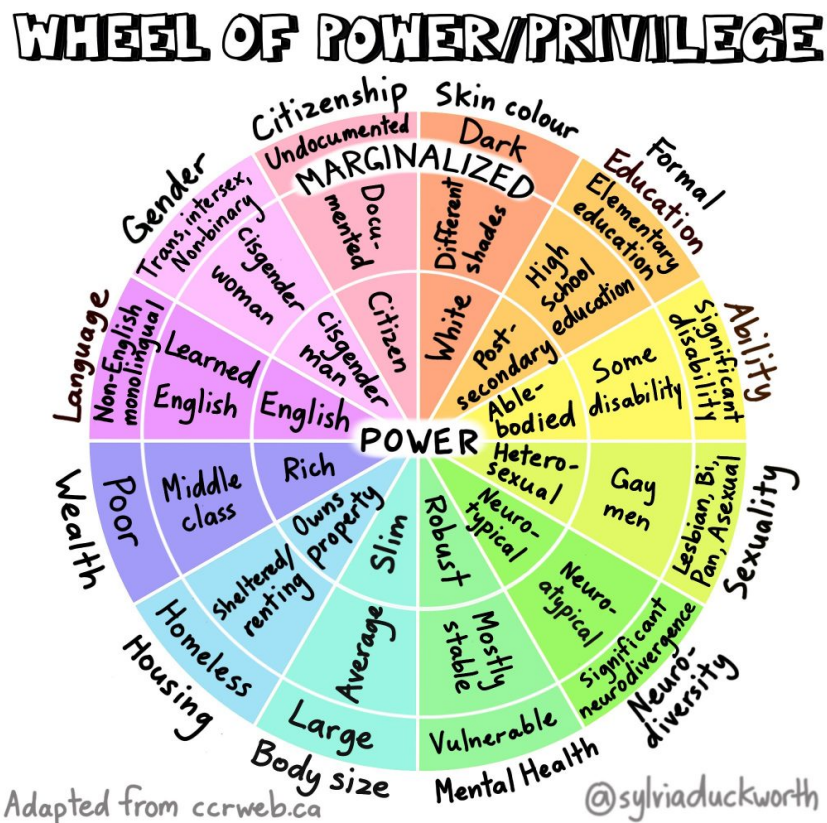 WHEEL OF POWER/PRIVILEGE
Citizenship
Undocumented
Docu-
mented
Citizen
Skin colour
Dark
Different
shades
White
Formal
Education
Elementary
education
High
school
education
Post-
secondary
Ability
Significant
disability
Some
disability
Able-
bodied
Sexuality
Lesbian, Bi,
Pan, Asexual
Gay
men
Hetero-
sexual
Neuro-
diversity
Significant
neurodivergence
Neuro-
atypical
Neuro-
typical
Mental Health
Vulnerable
Mostly
stable
Robust
Body size
Large
Average
Slim
Housing
Homeless
Sheltered/
renting
Owns
property
Wealth
Poor
Middle
class
Rich
Language
Non-English
monolingual
Learned
English
English
Gender
Trans, intersex,
Non-binary
cisgender
woman
cisgender
man
MARGINALIZED
POWER
Adapted from ccrweb.ca
@sylviaduckworth